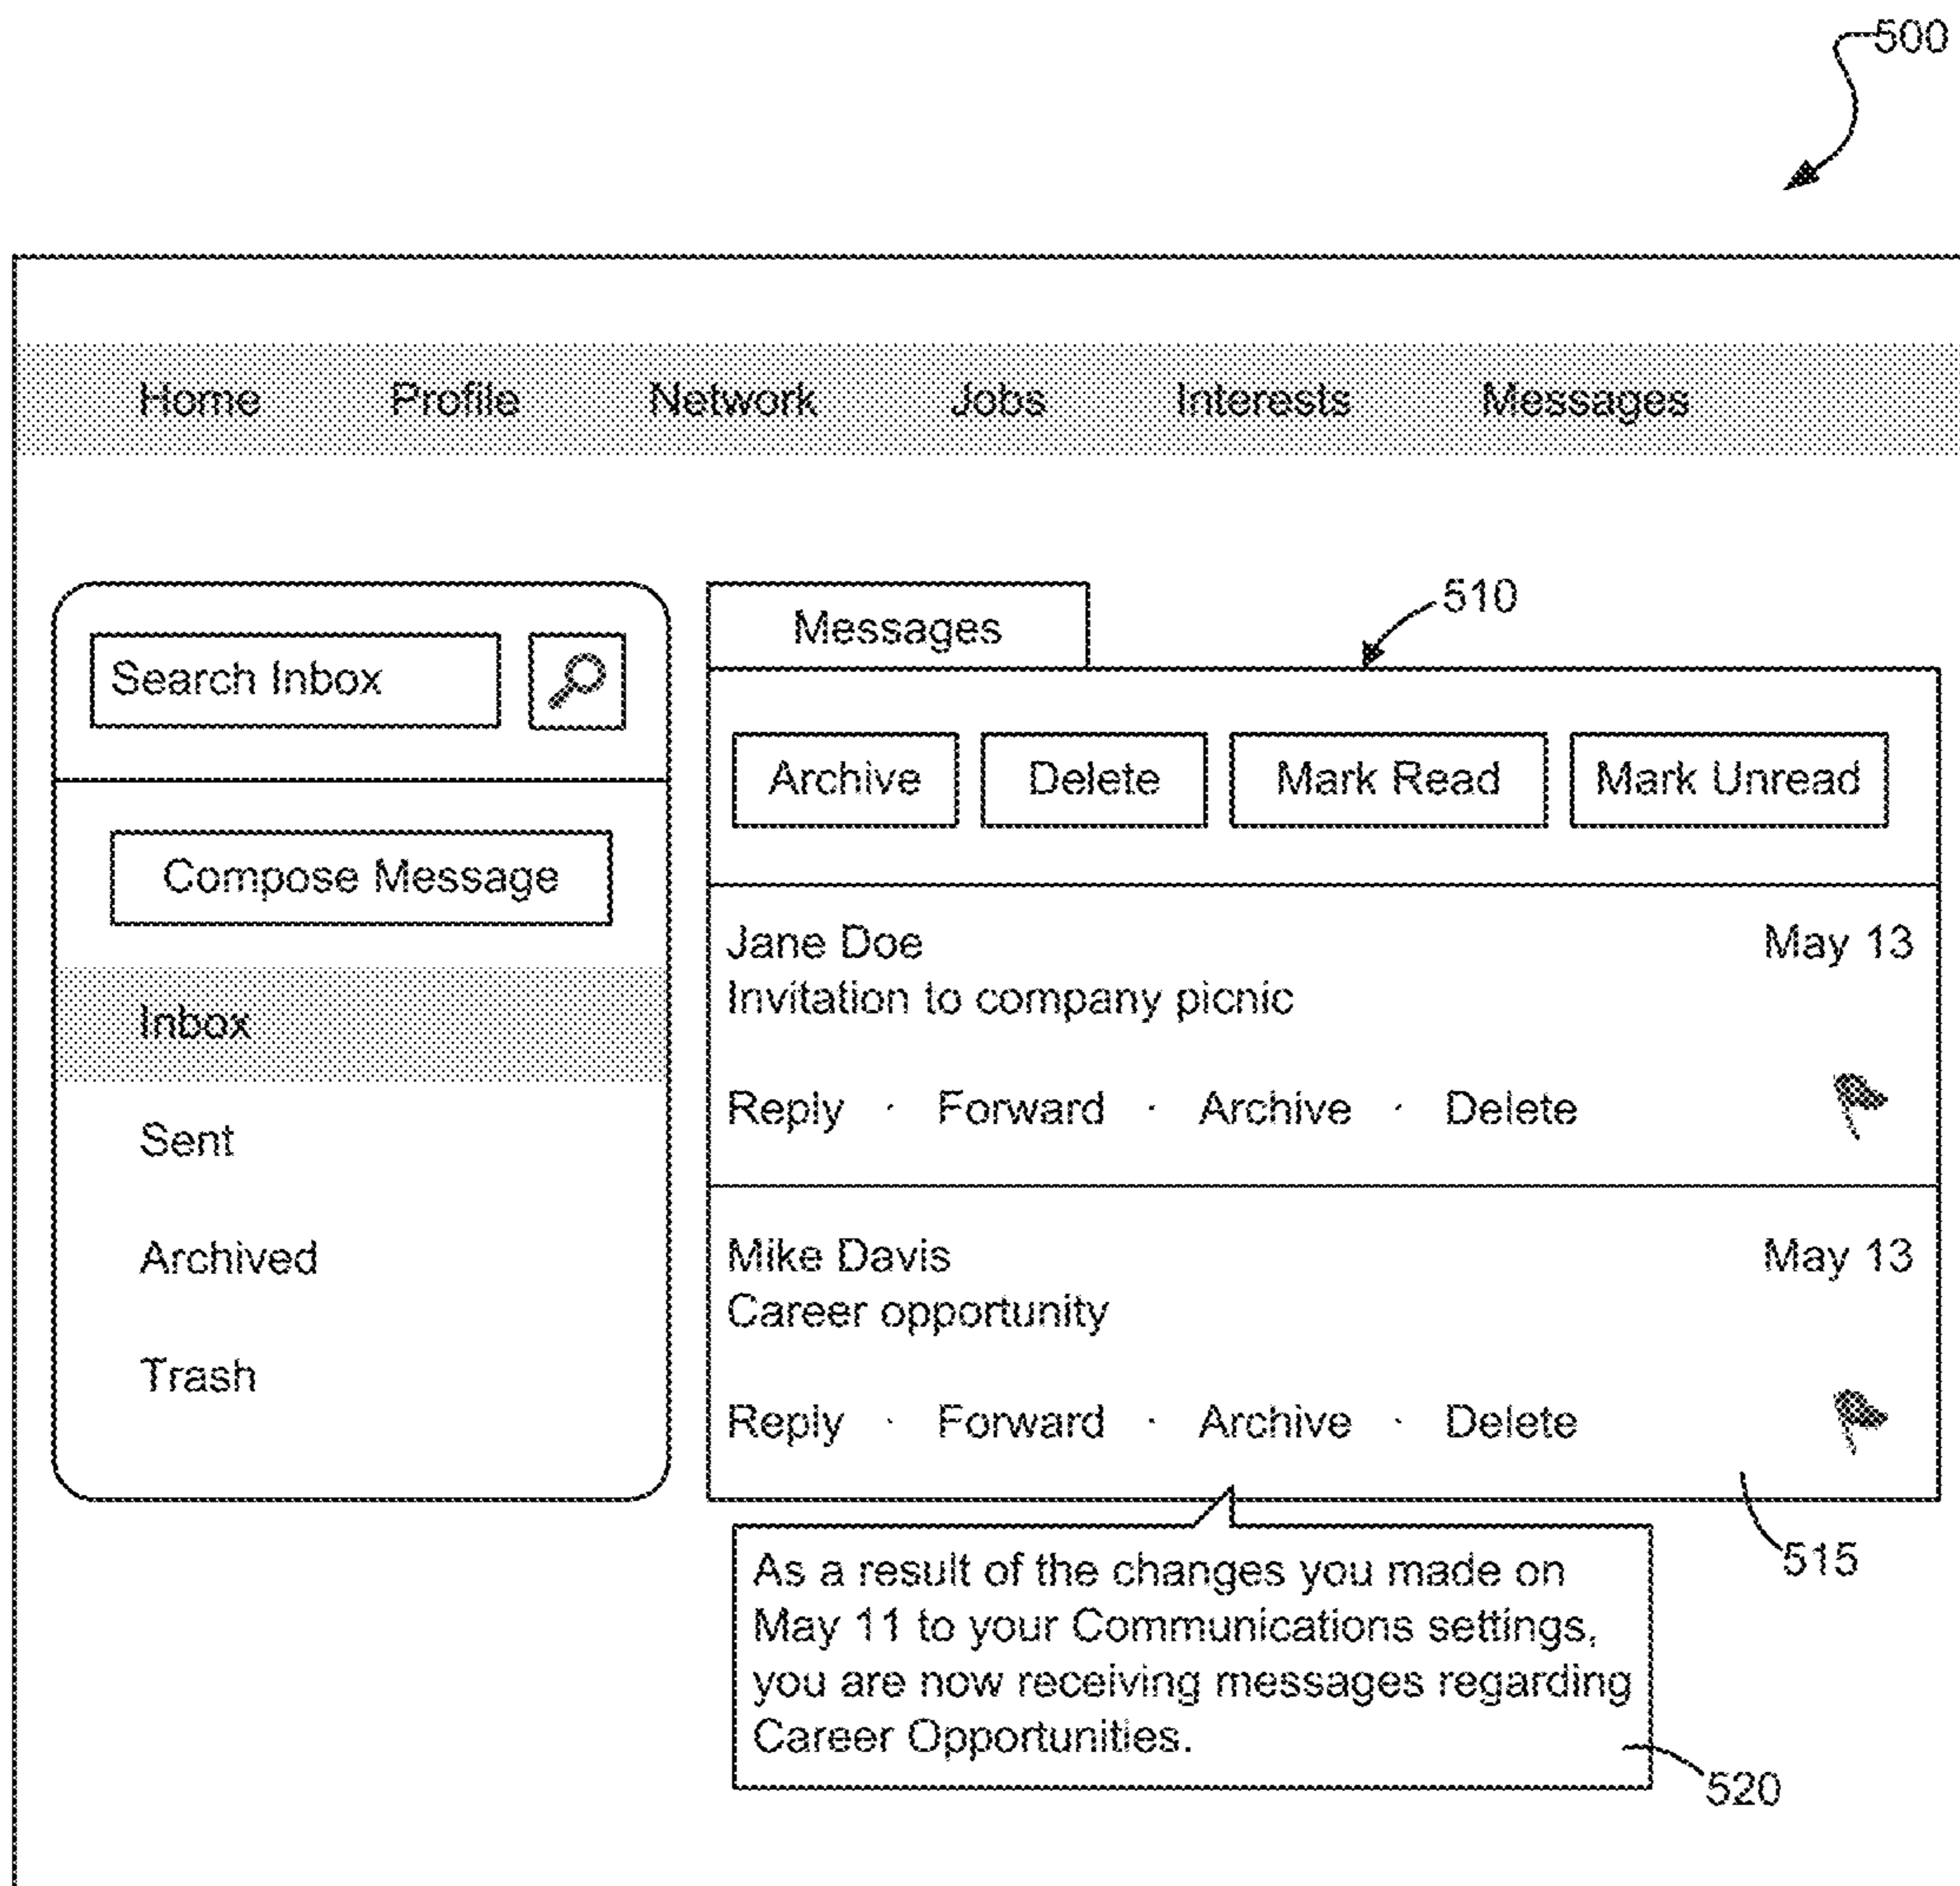 500
Home Profile Network Jobs Interests Messages
Search Inbox
Compose Message
Inbox
Sent
Archived
Trash
Messages
510
Archive Delete Mark Read Mark Unread
Jane Doe May 13
Invitation to company picnic
Reply · Forward · Archive · Delete
Mike Davis May 13
Career opportunity
Reply · Forward · Archive · Delete
515
As a result of the changes you made on
May 11 to your Communications settings,
you are now receiving messages regarding
Career Opportunities.
520